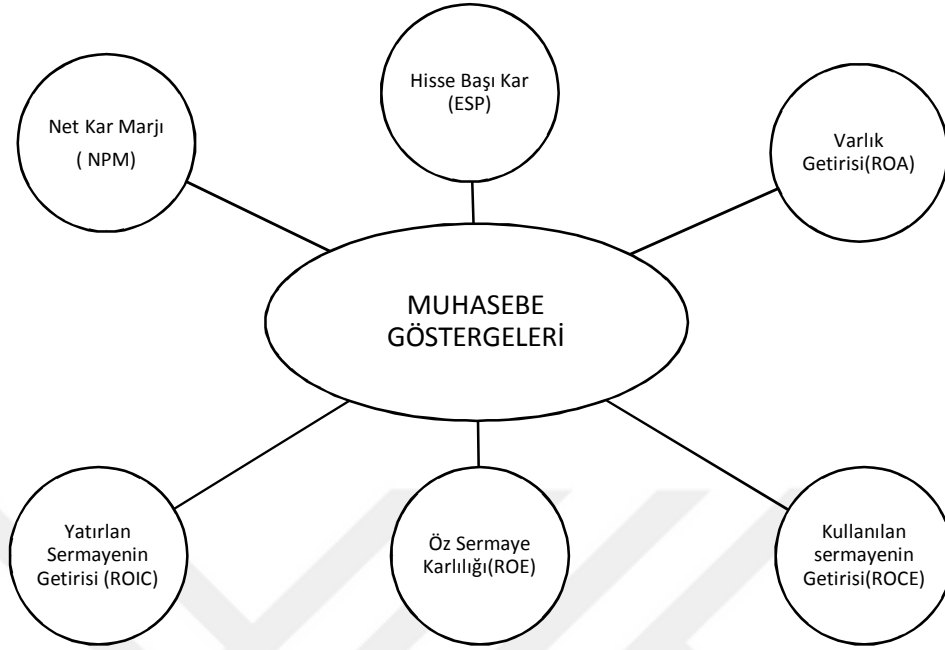 Hisse Başı Kar
(ESP)
Net Kar Marjı
( NPM)
Varlık
Getirisi(ROA)
MUHASEBE
GÖSTERGELERİ
Yatırlan
Sermayenin
Getirisi (ROIC)
Öz Sermaye
Karlılığı(ROE)
Kullanılan
sermayenin
Getirisi(ROCE)